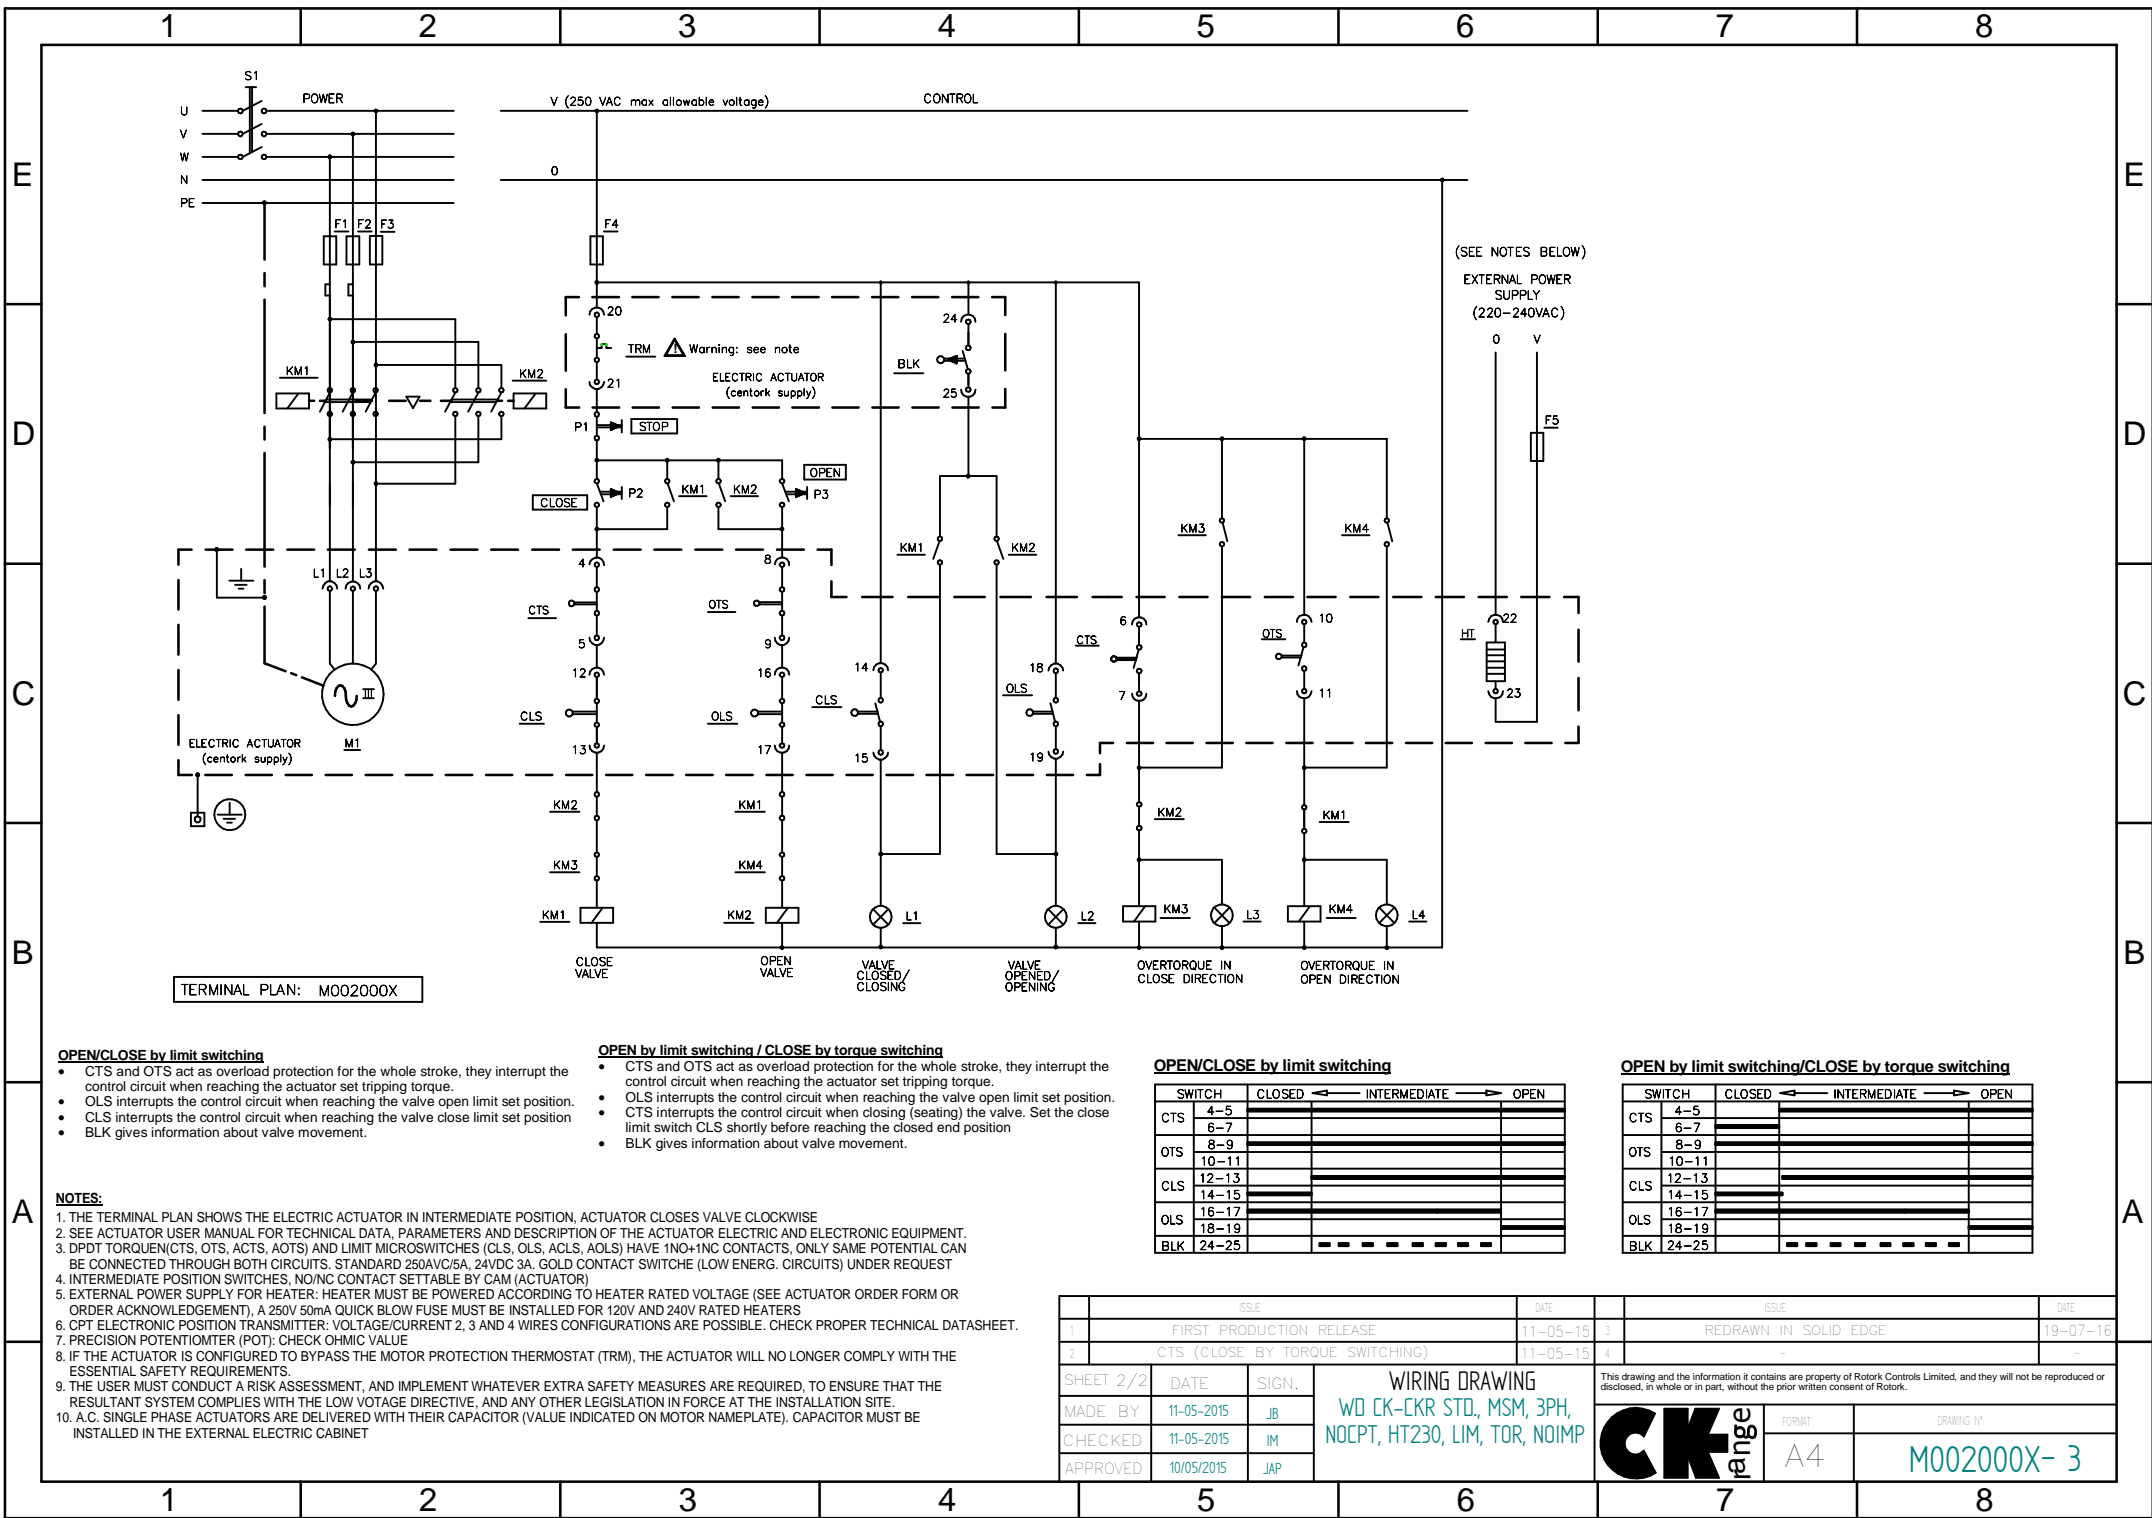 1 2 3 4 5 6 7 8
E E
D D
C C
B B
A A
S1
POWER
U
V
W
N
PE
V (250 VAC max allowable voltage)
CONTROL
0
F1 F2 F3
F4
(SEE NOTES BELOW)
EXTERNAL POWER
SUPPLY
(220-240VAC)
0 V
20
TRM Warning: see note
21
ELECTRIC ACTUATOR
(centork supply)
24
BLK
25
KM1
KM2
F5
P1 STOP
OPEN
P2 KM1 KM2 P3
CLOSE
KM3
KM4
KM1
KM2
L1 L2 L3
4
8
CTS
OTS
5
9
12
16
CLS
OLS
13
17
14
CLS
15
18
OLS
19
6
CTS
7
10
OTS
11
22
HT
23
ELECTRIC ACTUATOR
(centork supply)
M1
III
KM2
KM1
KM2
KM1
KM3
KM4
KM1
KM2
L1
L2
KM3
L3
KM4
L4
CLOSE
VALVE
OPEN
VALVE
VALVE
CLOSED/
CLOSING
VALVE
OPENED/
OPENING
OVERTORQUE IN
CLOSE DIRECTION
OVERTORQUE IN
OPEN DIRECTION
TERMINAL PLAN: M002000X
OPEN/CLOSE by limit switching
• CTS and OTS act as overload protection for the whole stroke, they interrupt the
control circuit when reaching the actuator set tripping torque.
• OLS interrupts the control circuit when reaching the valve open limit set position.
• CLS interrupts the control circuit when reaching the valve close limit set position
• BLK gives information about valve movement.
OPEN by limit switching / CLOSE by torque switching
• CTS and OTS act as overload protection for the whole stroke, they interrupt the
control circuit when reaching the actuator set tripping torque.
• OLS interrupts the control circuit when reaching the valve open limit set position.
• CTS interrupts the control circuit when closing (seating) the valve. Set the close
limit switch CLS shortly before reaching the closed end position
• BLK gives information about valve movement.
OPEN/CLOSE by limit switching
SWITCH CLOSED INTERMEDIATE OPEN
CTS 4-5
6-7
OTS 8-9
10-11
CLS 12-13
14-15
OLS 16-17
18-19
BLK 24-25
OPEN by limit switching/CLOSE by torque switching
SWITCH CLOSED INTERMEDIATE OPEN
CTS 4-5
6-7
OTS 8-9
10-11
CLS 12-13
14-15
OLS 16-17
18-19
BLK 24-25
NOTES:
1. THE TERMINAL PLAN SHOWS THE ELECTRIC ACTUATOR IN INTERMEDIATE POSITION, ACTUATOR CLOSES VALVE CLOCKWISE
2. SEE ACTUATOR USER MANUAL FOR TECHNICAL DATA, PARAMETERS AND DESCRIPTION OF THE ACTUATOR ELECTRIC AND ELECTRONIC EQUIPMENT.
3. DPDT TORQUEN(CTS, OTS, ACTS, AOTS) AND LIMIT MICROSWITCHES (CLS, OLS, ACLS, AOLS) HAVE 1NO+1NC CONTACTS, ONLY SAME POTENTIAL CAN
BE CONNECTED THROUGH BOTH CIRCUITS. STANDARD 250AVC/5A, 24VDC 3A. GOLD CONTACT SWITCHE (LOW ENERG. CIRCUITS) UNDER REQUEST
4. INTERMEDIATE POSITION SWITCHES, NO/NC CONTACT SETTABLE BY CAM (ACTUATOR)
5. EXTERNAL POWER SUPPLY FOR HEATER: HEATER MUST BE POWERED ACCORDING TO HEATER RATED VOLTAGE (SEE ACTUATOR ORDER FORM OR
ORDER ACKNOWLEDGEMENT), A 250V 50mA QUICK BLOW FUSE MUST BE INSTALLED FOR 120V AND 240V RATED HEATERS
6. CPT ELECTRONIC POSITION TRANSMITTER: VOLTAGE/CURRENT 2, 3 AND 4 WIRES CONFIGURATIONS ARE POSSIBLE. CHECK PROPER TECHNICAL DATASHEET.
7. PRECISION POTENTIOMTER (POT): CHECK OHMIC VALUE
8. IF THE ACTUATOR IS CONFIGURED TO BYPASS THE MOTOR PROTECTION THERMOSTAT (TRM), THE ACTUATOR WILL NO LONGER COMPLY WITH THE
ESSENTIAL SAFETY REQUIREMENTS.
9. THE USER MUST CONDUCT A RISK ASSESSMENT, AND IMPLEMENT WHATEVER EXTRA SAFETY MEASURES ARE REQUIRED, TO ENSURE THAT THE
RESULTANT SYSTEM COMPLIES WITH THE LOW VOTAGE DIRECTIVE, AND ANY OTHER LEGISLATION IN FORCE AT THE INSTALLATION SITE.
10. A.C. SINGLE PHASE ACTUATORS ARE DELIVERED WITH THEIR CAPACITOR (VALUE INDICATED ON MOTOR NAMEPLATE). CAPACITOR MUST BE
INSTALLED IN THE EXTERNAL ELECTRIC CABINET
ISSUE DATE ISSUE DATE
1 FIRST PRODUCTION RELEASE 11-05-15 3 REDRAWN IN SOLID EDGE 19-07-16
2 CTS (CLOSE BY TORQUE SWITCHING) 11-05-15 4 - -
SHEET 2/2 DATE SIGN.
MADE BY 11-05-2015 JB
CHECKED 11-05-2015 IM
APPROVED 10/05/2015 JAP
WIRING DRAWING
WD CK-CKR STD., MSM, 3PH,
NOCPT, HT230, LIM, TOR, NOIMP
This drawing and the information it contains are property of Rotork Controls Limited, and they will not be reproduced or
disclosed, in whole or in part, without the prior written consent of Rotork.
CK range
FORMAT
A4
DRAWING Nº
M002000X- 3
1 2 3 4 5 6 7 8